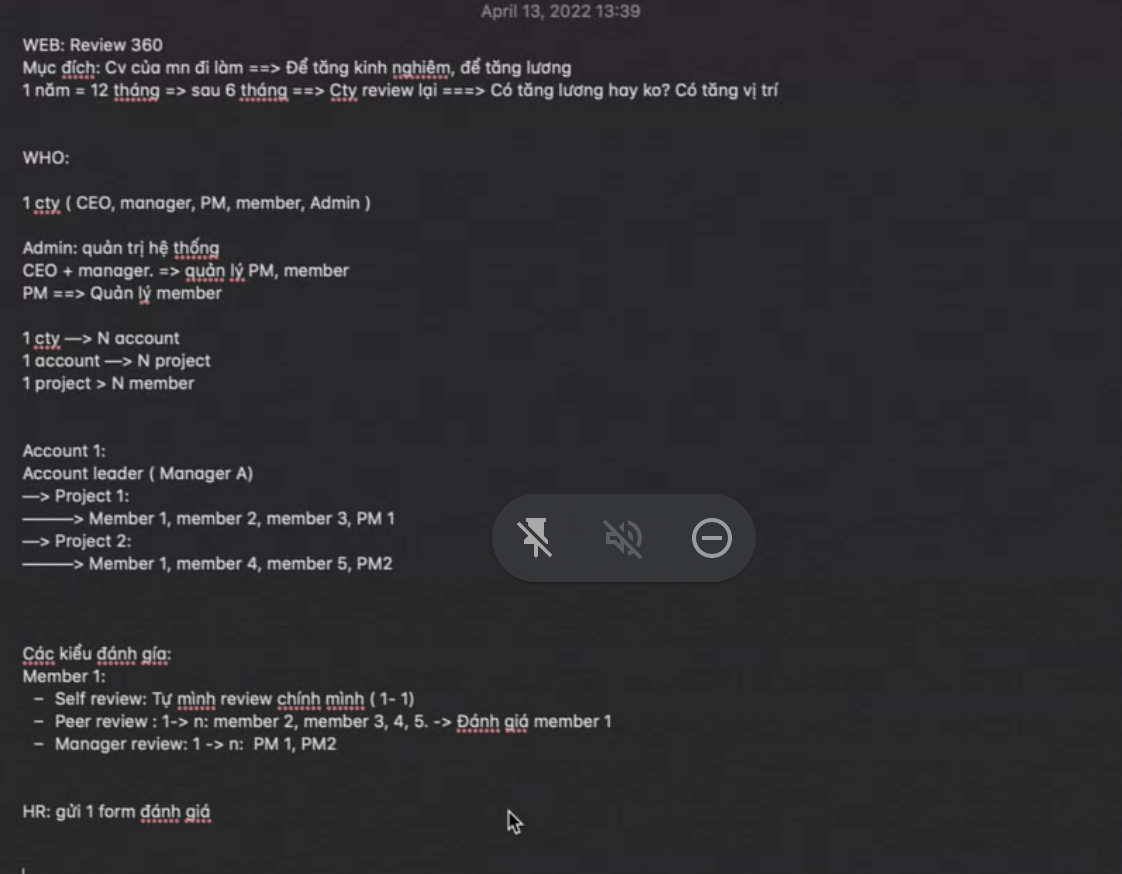 April 13, 2022 13:39
WEB: Review 360
Mục đích: Cv của mn đi làm ==> Để tăng kinh nghiêm, để tăng lương
1 năm = 12 tháng => sau 6 tháng ==> Cty review lại ===> Có tăng lương hay ko? Có tăng vị trí
WHO:
1 cty ( CEO, manager, PM, member, Admin )
Admin: quản trị hệ thống
CEO + manager. => quản lý PM, member
PM ==> Quản lý member
1 cty —> N account
1 account —> N project
1 project > N member
Account 1:
Account leader ( Manager A)
—> Project 1:
———> Member 1, member 2, member 3, PM 1
—> Project 2:
———> Member 1, member 4, member 5, PM2
Các kiểu đánh gía:
Member 1:
– Self review: Tự mình review chính mình ( 1- 1)
– Peer review : 1-> n: member 2, member 3, 4, 5. -> Đánh giá member 1
– Manager review: 1 -> n:  PM 1, PM2
HR: gửi 1 form đánh giá